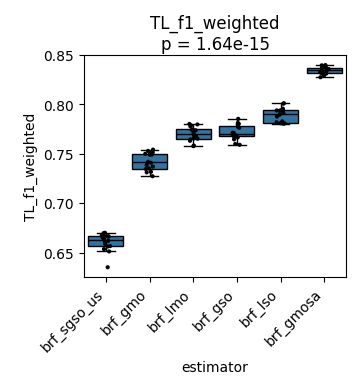 TL_f1_weighted
p = 1.64e-15
TL_f1_weighted
0.85
0.80
0.75
0.70
0.65
brf_sgso_us
brf_gmo
brf_lmo
brf_gso
brf_lso
brf_gmosa
estimator